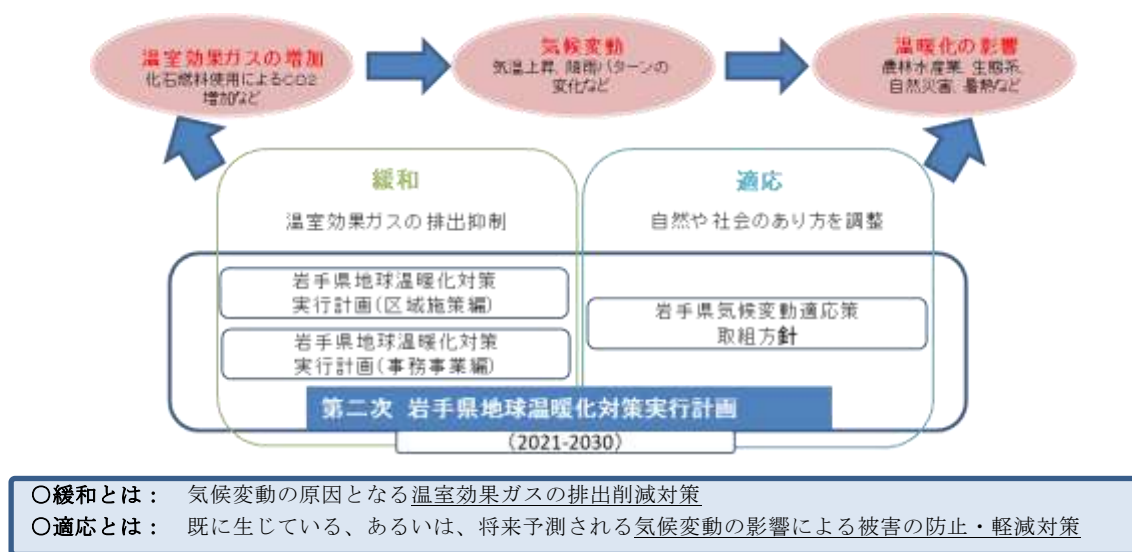 温室効果ガスの増加
化石燃料使用によるCO2
増加など
気候変動
気温上昇、降雨パターンの
変化など
温暖化の影響
農林水産業、生態系、
自然災害、暑熱など
緩和
温室効果ガスの排出抑制
適応
自然や社会のあり方を調整
岩手県地球温暖化対策
実行計画(区域施策編)
岩手県地球温暖化対策
実行計画(事務事業編)
岩手県気候変動適応策
取組方針
第二次 岩手県地球温暖化対策実行計画
(2021-2030)
〇緩和とは: 気候変動の原因となる温室効果ガスの排出削減対策
〇適応とは: 既に生じている、あるいは、将来予測される気候変動の影響による被害の防止・軽減対策